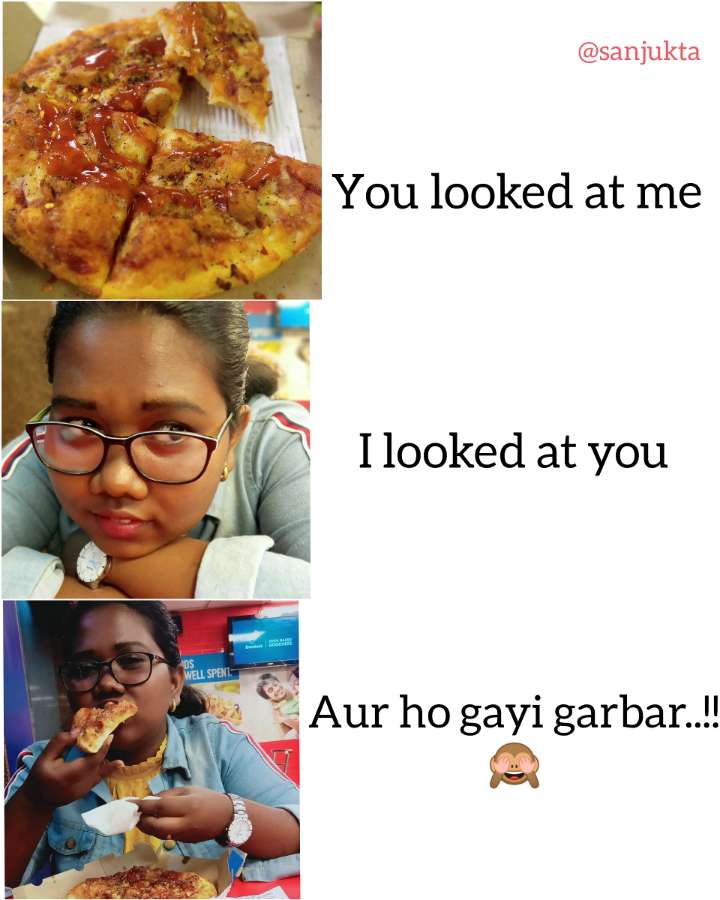 @sanjukta
You looked at me
I looked at you
WELL SPENT.
Aur ho gayi garbar..!!